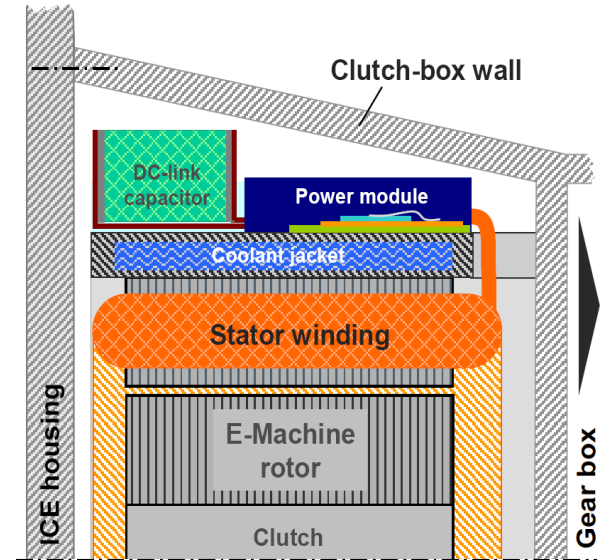 Clutch-box wall
DC-link
capacitor
Power module
Coolant jacket
Stator winding
E-Machine
rotor
Clutch
ICE housing
Gear box